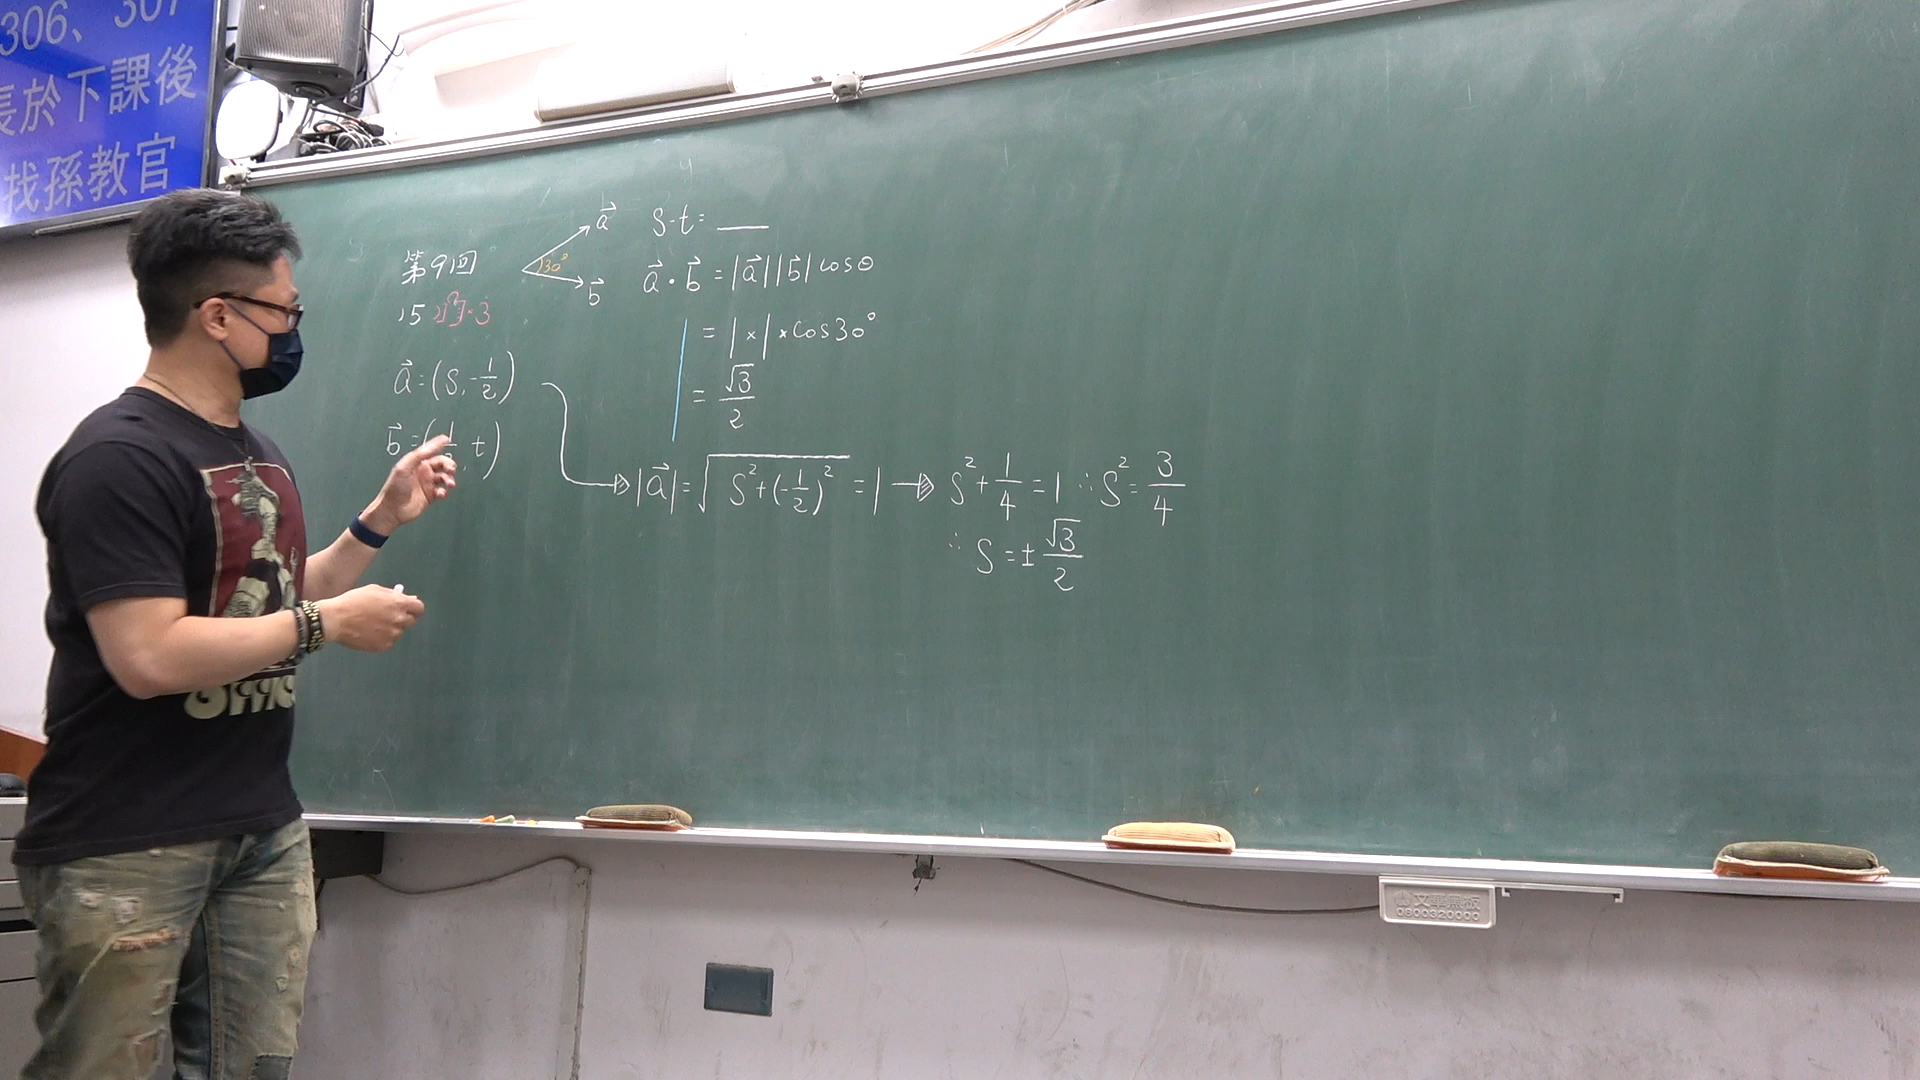 306、307
長於下課後
找孫教官
第9回
15
a⃗=(S,-1/2)
b⃗=(1/2,t)
30°
a⃗
b⃗
S-t=
a⃗·b⃗=|a⃗||b⃗|cosθ
=1×1×cos30°
=√3/2
|a⃗|=√(S²+(-1/2)²)=1→S²+1/4=1 ∴S²=3/4
∴S=±√3/2
文華黑板
0800320000